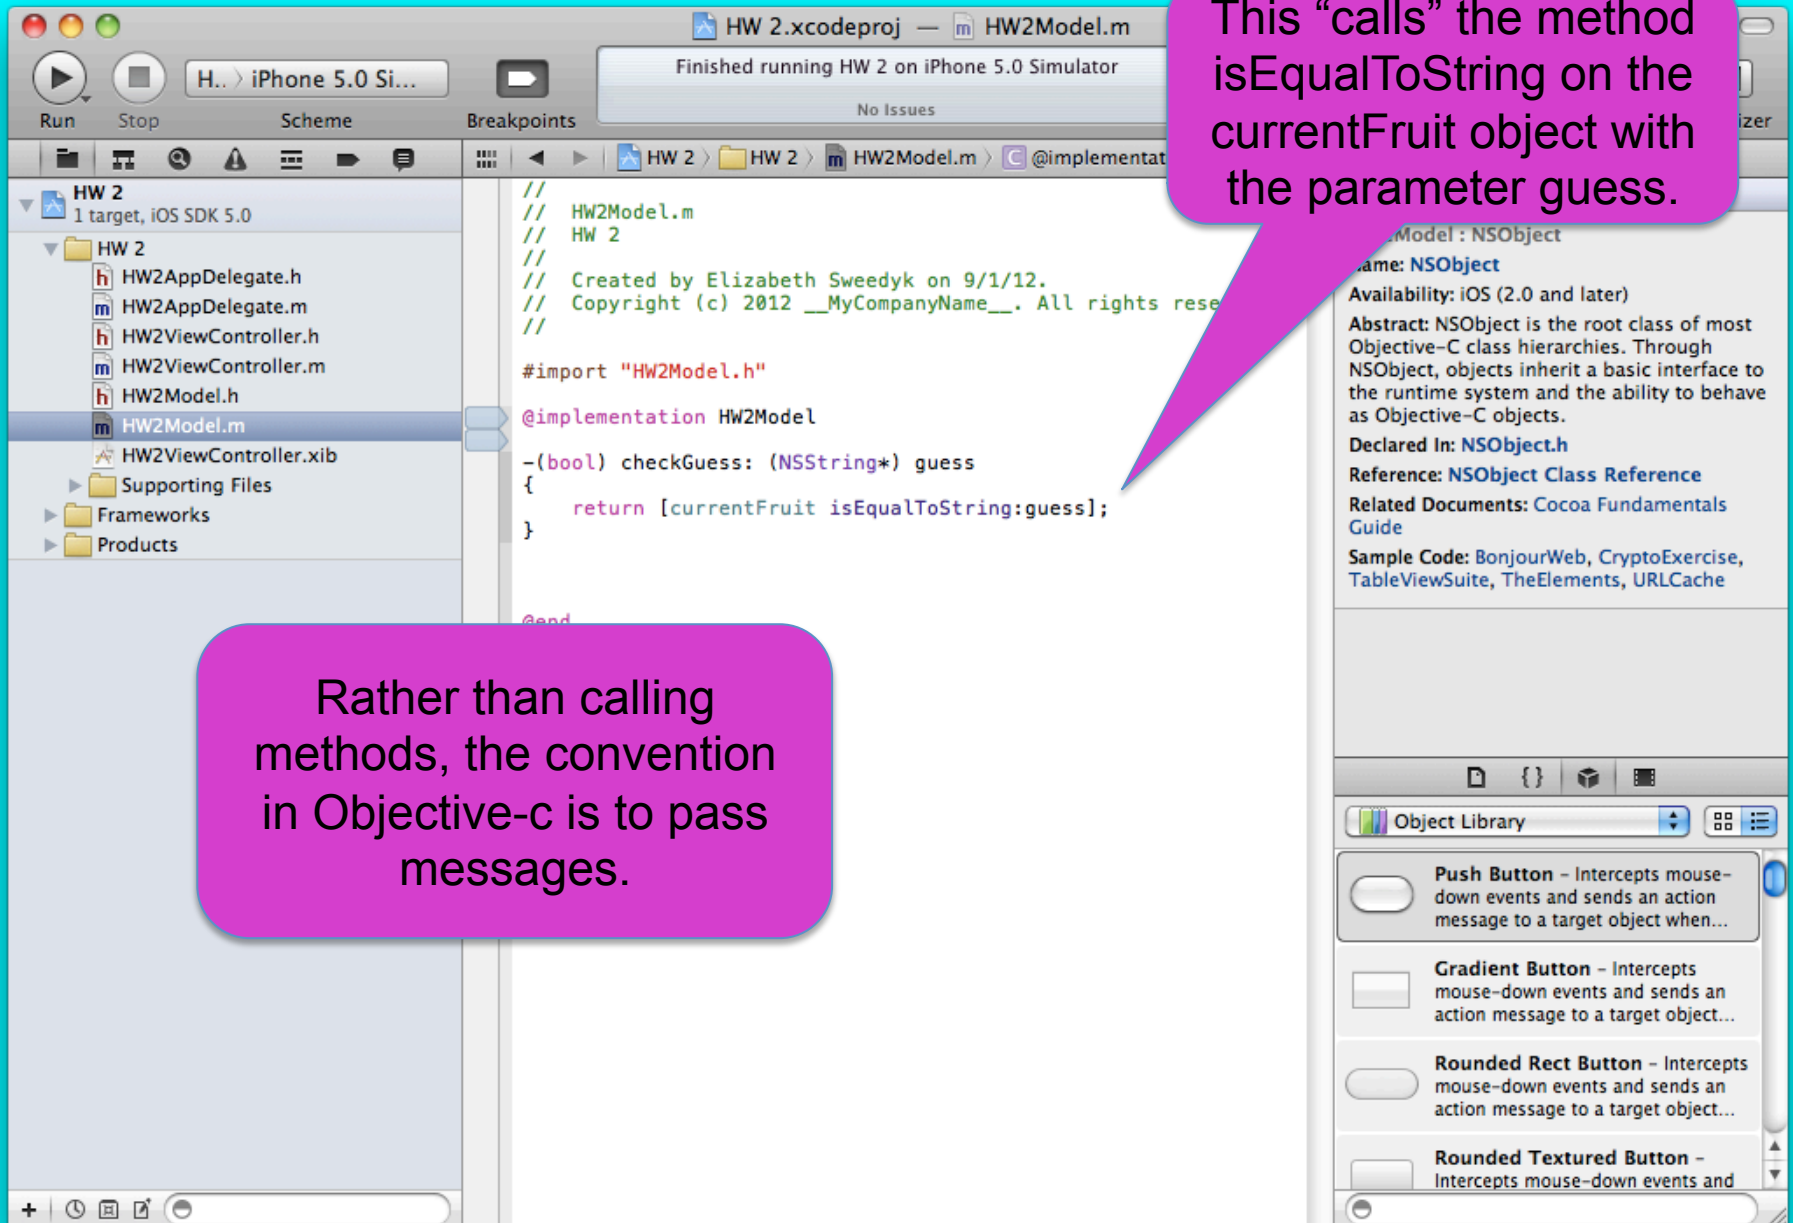 HW 2.xcodeproj — HW2Model.m
H.. 〉 iPhone 5.0 Si...
Finished running HW 2 on iPhone 5.0 Simulator
No Issues
Run Stop Scheme Breakpoints
This “calls” the method
isEqualToString on the
currentFruit object with
the parameter guess.
HW 2 〉 HW 2 〉 HW2Model.m 〉 C @implementat
HW 2
1 target, iOS SDK 5.0
HW 2
h HW2AppDelegate.h
m HW2AppDelegate.m
h HW2ViewController.h
m HW2ViewController.m
h HW2Model.h
m HW2Model.m
HW2ViewController.xib
Supporting Files
Frameworks
Products
//
// HW2Model.m
// HW 2
//
// Created by Elizabeth Sweedyk on 9/1/12.
// Copyright (c) 2012 __MyCompanyName__. All rights rese
//
#import "HW2Model.h"
@implementation HW2Model
-(bool) checkGuess: (NSString*) guess
{
return [currentFruit isEqualToString:guess];
}
@end
Rather than calling
methods, the convention
in Objective-c is to pass
messages.
Model : NSObject
ame: NSObject
Availability: iOS (2.0 and later)
Abstract: NSObject is the root class of most
Objective-C class hierarchies. Through
NSObject, objects inherit a basic interface to
the runtime system and the ability to behave
as Objective-C objects.
Declared In: NSObject.h
Reference: NSObject Class Reference
Related Documents: Cocoa Fundamentals
Guide
Sample Code: BonjourWeb, CryptoExercise,
TableViewSuite, TheElements, URLCache
{}
Object Library
Push Button – Intercepts mouse-
down events and sends an action
message to a target object when...
Gradient Button – Intercepts
mouse-down events and sends an
action message to a target object...
Rounded Rect Button – Intercepts
mouse-down events and sends an
action message to a target object...
Rounded Textured Button –
Intercepts mouse-down events and